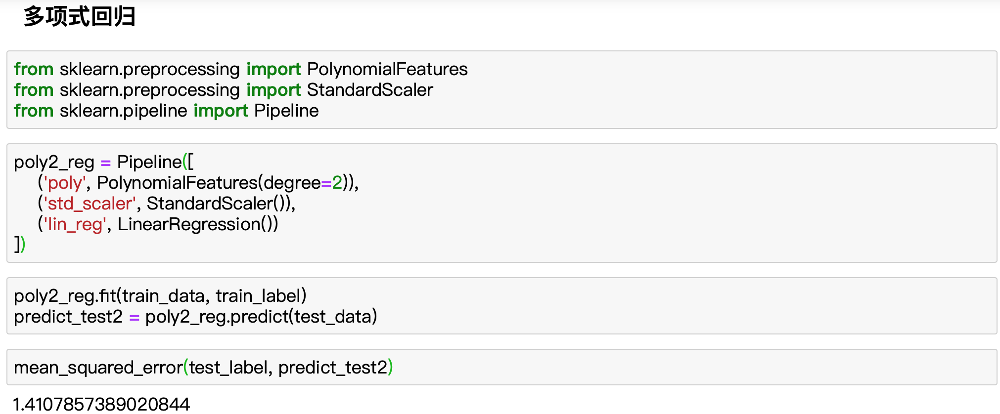 多项式回归
from sklearn.preprocessing import PolynomialFeatures
from sklearn.preprocessing import StandardScaler
from sklearn.pipeline import Pipeline
poly2_reg = Pipeline([
    ('poly', PolynomialFeatures(degree=2)),
    ('std_scaler', StandardScaler()),
    ('lin_reg', LinearRegression())
])
poly2_reg.fit(train_data, train_label)
predict_test2 = poly2_reg.predict(test_data)
mean_squared_error(test_label, predict_test2)
1.4107857389020844